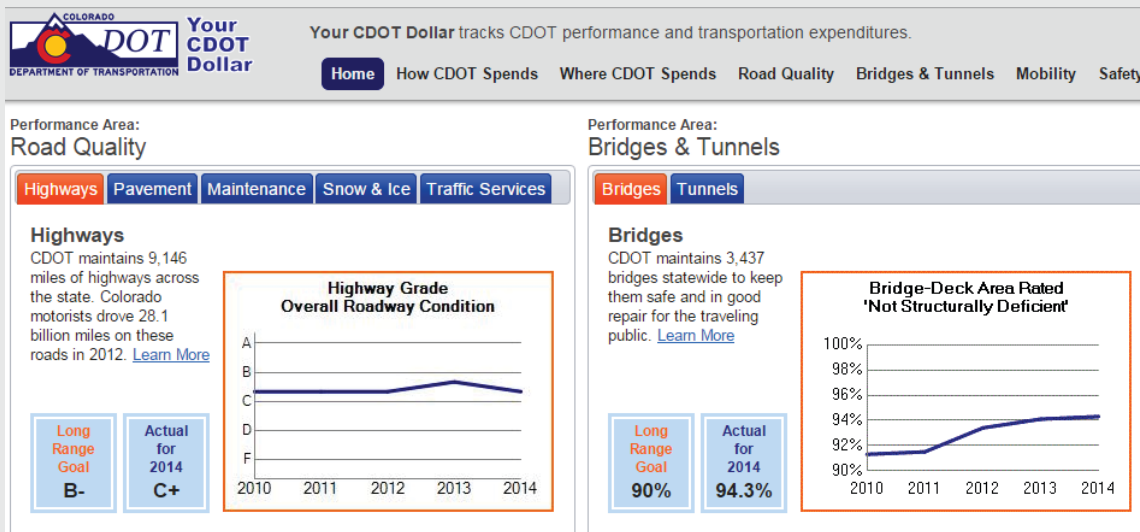 COLORADO
DOT
DEPARTMENT OF TRANSPORTATION
Your
CDOT
Dollar
Your CDOT Dollar tracks CDOT performance and transportation expenditures.
Home How CDOT Spends Where CDOT Spends Road Quality Bridges & Tunnels Mobility Safety
Performance Area:
Road Quality
Highways Pavement Maintenance Snow & Ice Traffic Services
Highways
CDOT maintains 9,146
miles of highways across
the state. Colorado
motorists drove 28.1
billion miles on these
roads in 2012. Learn More
Long
Range
Goal
B-
Actual
for
2014
C+
Highway Grade
Overall Roadway Condition
A
B
C
D
F
2010 2011 2012 2013 2014
Performance Area:
Bridges & Tunnels
Bridges Tunnels
Bridges
CDOT maintains 3,437
bridges statewide to keep
them safe and in good
repair for the traveling
public. Learn More
Long
Range
Goal
90%
Actual
for
2014
94.3%
Bridge-Deck Area Rated
'Not Structurally Deficient'
100%
98%
96%
94%
92%
90%
2010 2011 2012 2013 2014